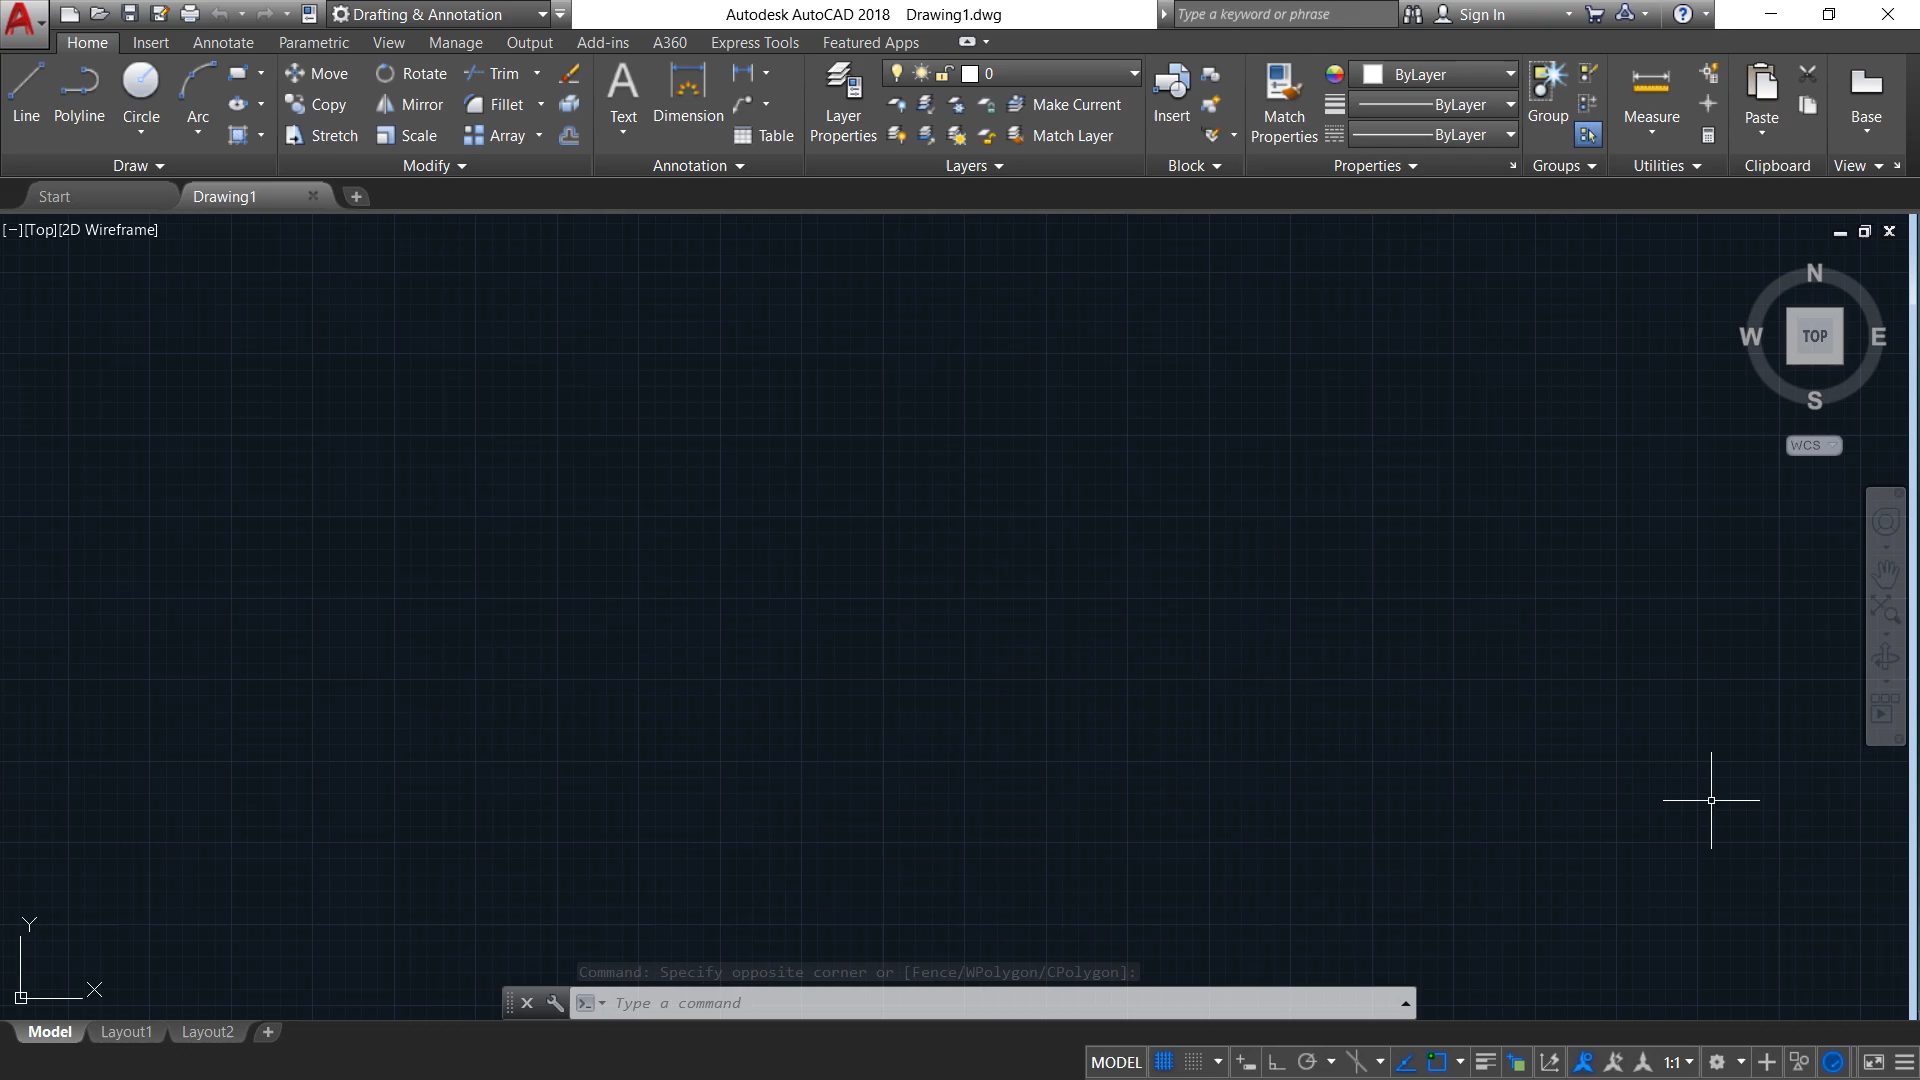 A Drafting & Annotation Autodesk AutoCAD 2018 Drawing1.dwg Type a keyword or phrase Sign In ?
Home Insert Annotate Parametric View Manage Output Add-ins A360 Express Tools Featured Apps
Line Polyline Circle Arc
Move Rotate Trim
Copy Mirror Fillet
Stretch Scale Array
A Text Dimension Table
Layer Properties
0
Make Current
Match Layer
Insert
Match Properties
ByLayer
ByLayer
ByLayer
Group
Measure
Paste
Base
Draw Modify Annotation Layers Block Properties Groups Utilities Clipboard View
Start Drawing1
[−][Top][2D Wireframe]
N
W TOP E
S
WCS
Y
X
Command: Specify opposite corner or [Fence/WPolygon/CPolygon]:
Type a command
Model Layout1 Layout2
MODEL 1:1